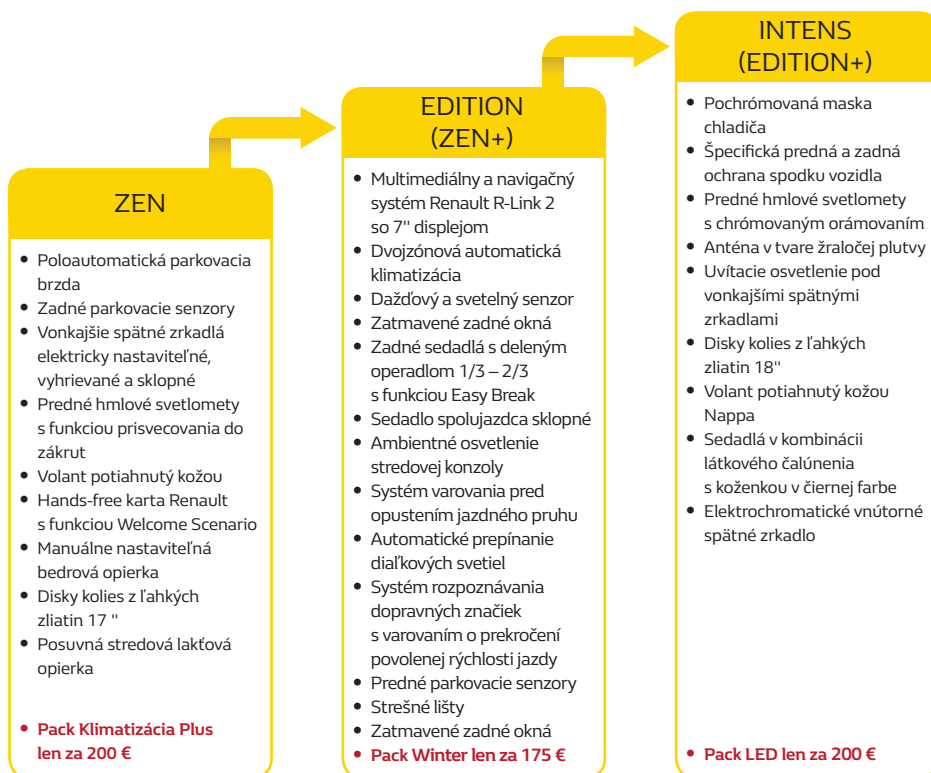 ZEN
• Poloautomatická parkovacia
brzda
• Zadné parkovacie senzory
• Vonkajšie spätné zrkadlá
elektricky nastaviteľné,
vyhrievané a sklopné
• Predné hmlové svetlomety
s funkciou prisvecovania do
zákrut
• Volant potiahnutý kožou
• Hands-free karta Renault
s funkciou Welcome Scenario
• Manuálne nastaviteľná
bedrová opierka
• Disky kolies z ľahkých
zliatin 17 "
• Posuvná stredová lakťová
opierka
• Pack Klimatizácia Plus
len za 200 €
EDITION
(ZEN+)
• Multimediálny a navigačný
systém Renault R-Link 2
so 7" displejom
• Dvojzónová automatická
klimatizácia
• Dažďový a svetelný senzor
• Zatmavené zadné okná
• Zadné sedadlá s deleným
operadlom 1/3 – 2/3
s funkciou Easy Break
• Sedadlo spolujazdca sklopné
• Ambientné osvetlenie
stredovej konzoly
• Systém varovania pred
opustením jazdného pruhu
• Automatické prepínanie
diaľkových svetiel
• Systém rozpoznávania
dopravných značiek
s varovaním o prekročení
povolenej rýchlosti jazdy
• Predné parkovacie senzory
• Strešné lišty
• Zatmavené zadné okná
• Pack Winter len za 175 €
INTENS
(EDITION+)
• Pochrómovaná maska
chladiča
• Špecifická predná a zadná
ochrana spodku vozidla
• Predné hmlové svetlomety
s chrómovaným orámovaním
• Anténa v tvare žraločej plutvy
• Uvítacie osvetlenie pod
vonkajšími spätnými
zrkadlami
• Disky kolies z ľahkých
zliatin 18"
• Volant potiahnutý kožou
Nappa
• Sedadlá v kombinácii
látkového čalúnenia
s koženkou v čiernej farbe
• Elektrochromatické vnútorné
spätné zrkadlo
• Pack LED len za 200 €